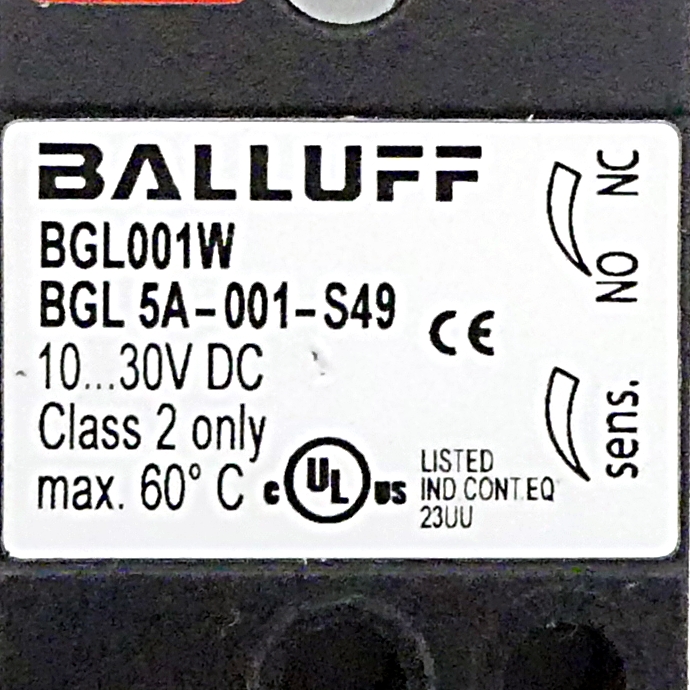 BALLUFF
BGL001W
BGL 5A-001-S49
10...30V DC
Class 2 only
max. 60° C
CE
c UL us
LISTED
IND.CONT.EQ
23UU
NC
NO
sens.